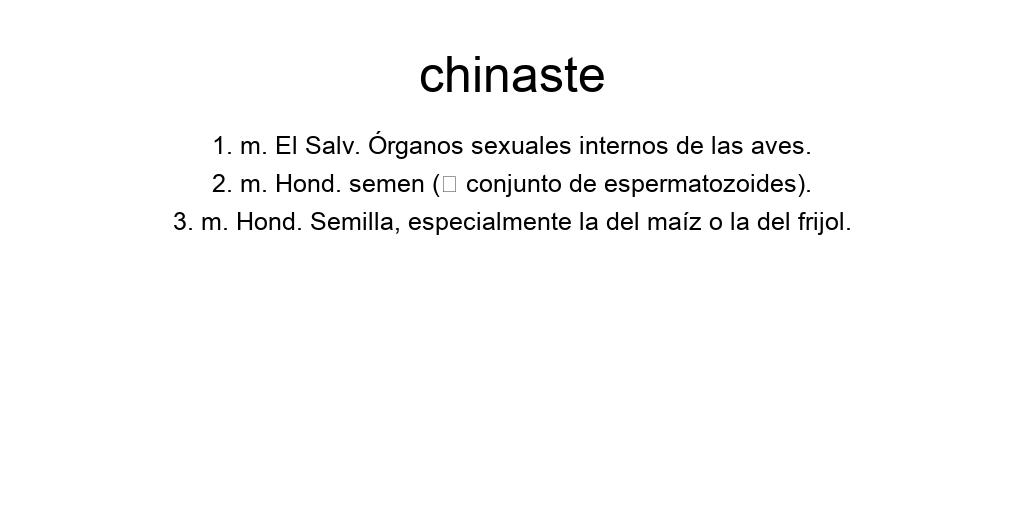 chinaste
1. m. El Salv. Órganos sexuales internos de las aves.
2. m. Hond. semen (▯ conjunto de espermatozoides).
3. m. Hond. Semilla, especialmente la del maíz o la del frijol.